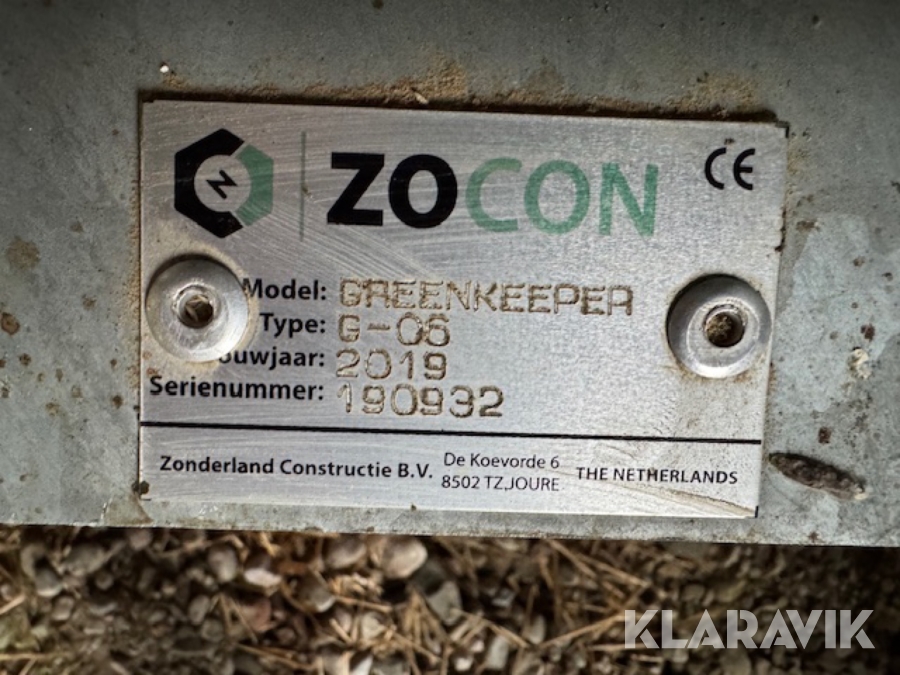 N ZOCON CE
Model: GREENKEEPER
Type: G-06
ouwjaar: 2019
Serienummer: 190932
Zonderland Constructie B.V. De Koevorde 6 8502 TZ,JOURE THE NETHERLANDS
KLARAVIK